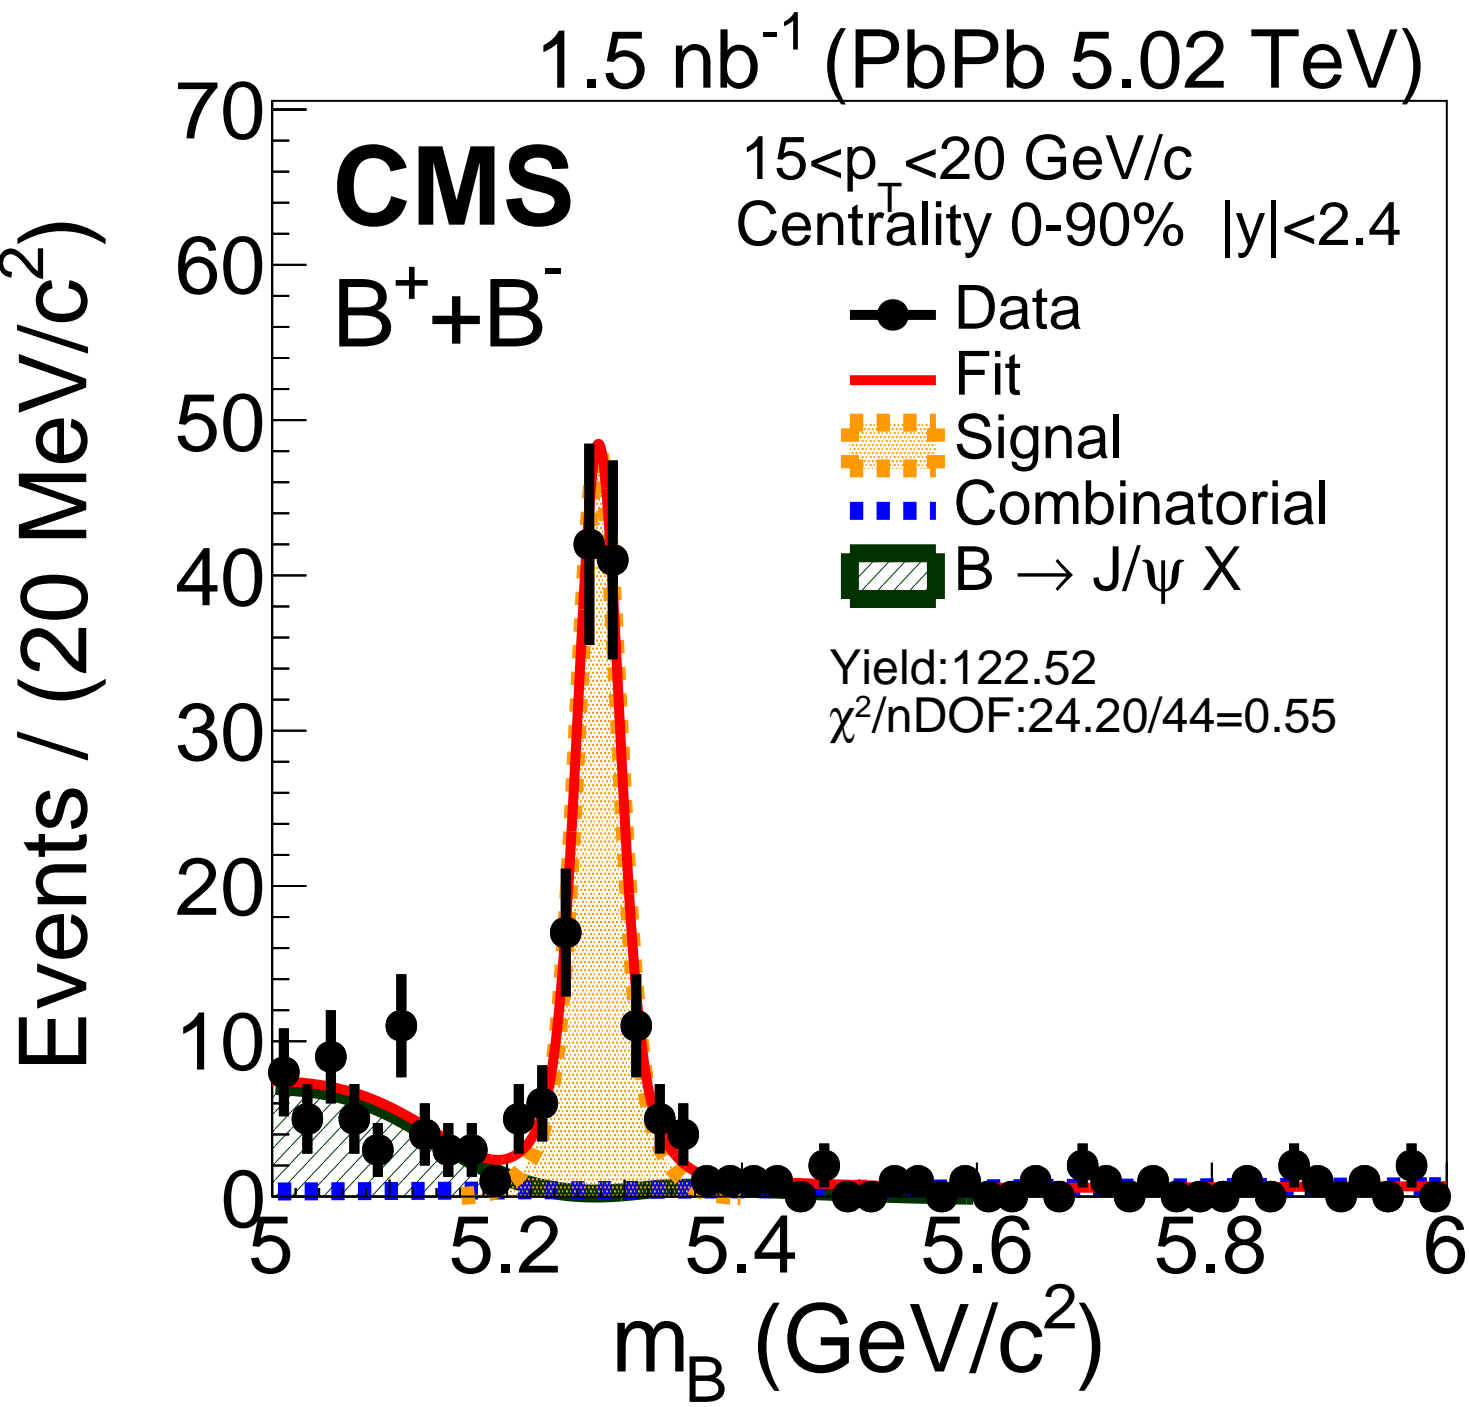 1.5 nb⁻¹ (PbPb 5.02 TeV)
CMS
B⁺+B⁻
15<p_T<20 GeV/c
Centrality 0-90% |y|<2.4
Data
Fit
Signal
Combinatorial
B → J/ψ X
Yield:122.52
χ²/nDOF:24.20/44=0.55
Events / (20 MeV/c²)
70
60
50
40
30
20
10
0
5 5.2 5.4 5.6 5.8 6
m_B (GeV/c²)